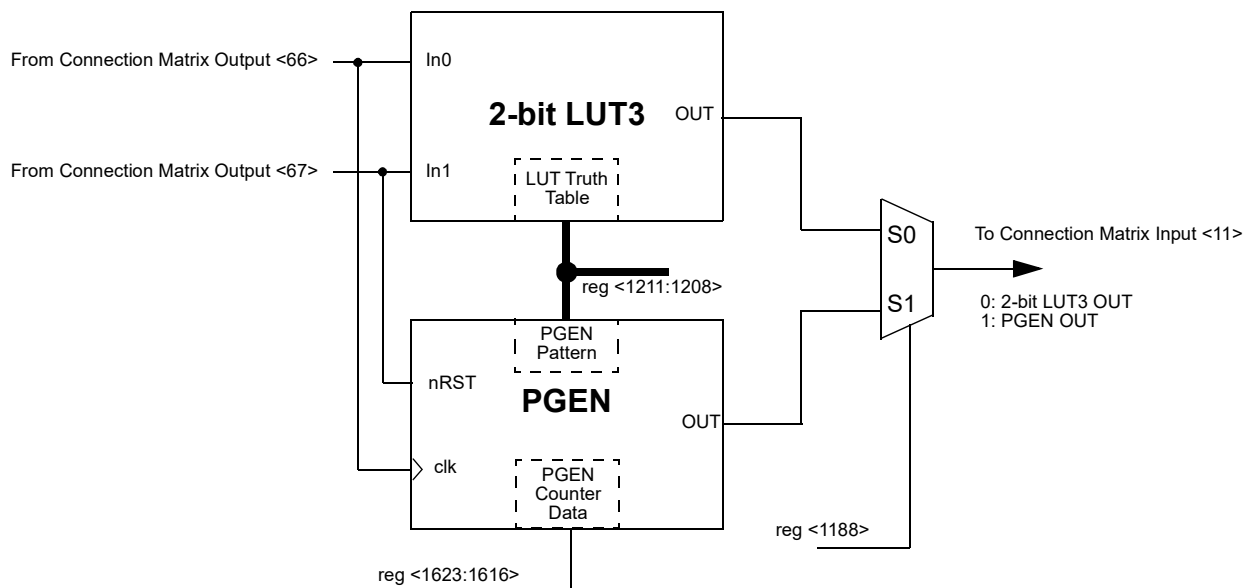 From Connection Matrix Output <66>
In0
2-bit LUT3
OUT
From Connection Matrix Output <67>
In1
LUT Truth
Table
S0
To Connection Matrix Input <11>
reg <1211:1208>
0: 2-bit LUT3 OUT
S1
1: PGEN OUT
PGEN
Pattern
nRST
PGEN
OUT
clk
PGEN
Counter
Data
reg <1188>
reg <1623:1616>